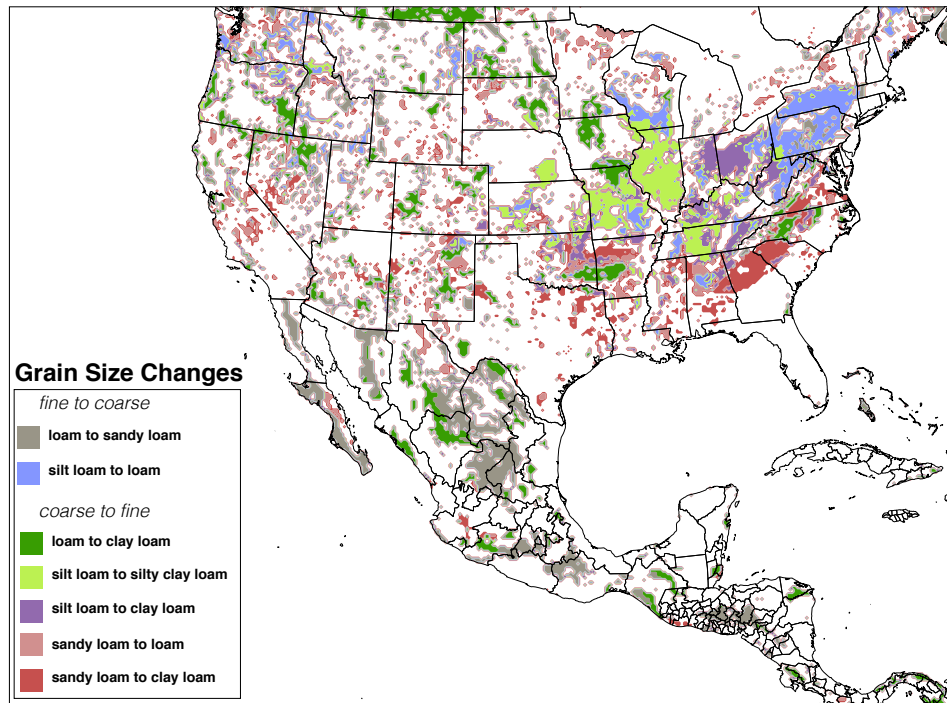 Grain Size Changes
fine to coarse
loam to sandy loam
silt loam to loam
coarse to fine
loam to clay loam
silt loam to silty clay loam
silt loam to clay loam
sandy loam to loam
sandy loam to clay loam